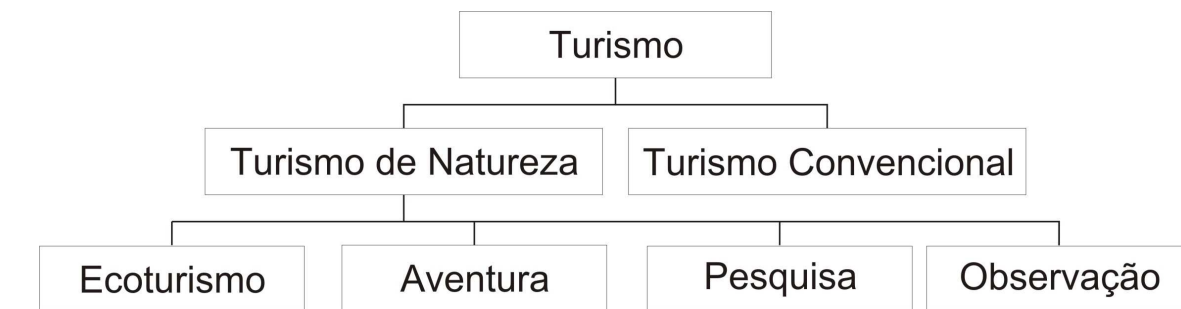 Turismo
Turismo de Natureza
Turismo Convencional
Ecoturismo
Aventura
Pesquisa
Observação